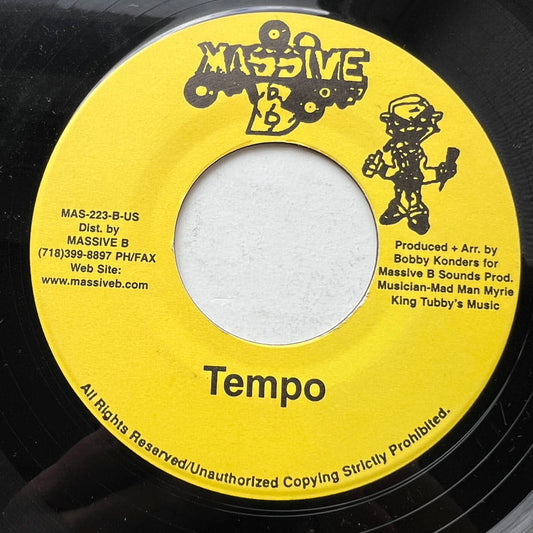 MASSIVE
B
MAS-223-B-US
Dist. by
MASSIVE B
(718)399-8897 PH/FAX
Web Site:
www.massiveb.com
Produced + Arr. by
Bobby Konders for
Massive B Sounds Prod.
Musician-Mad Man Myrie
King Tubby's Music
Tempo
All Rights Reserved/Unauthorized Copying Strictly Prohibited.